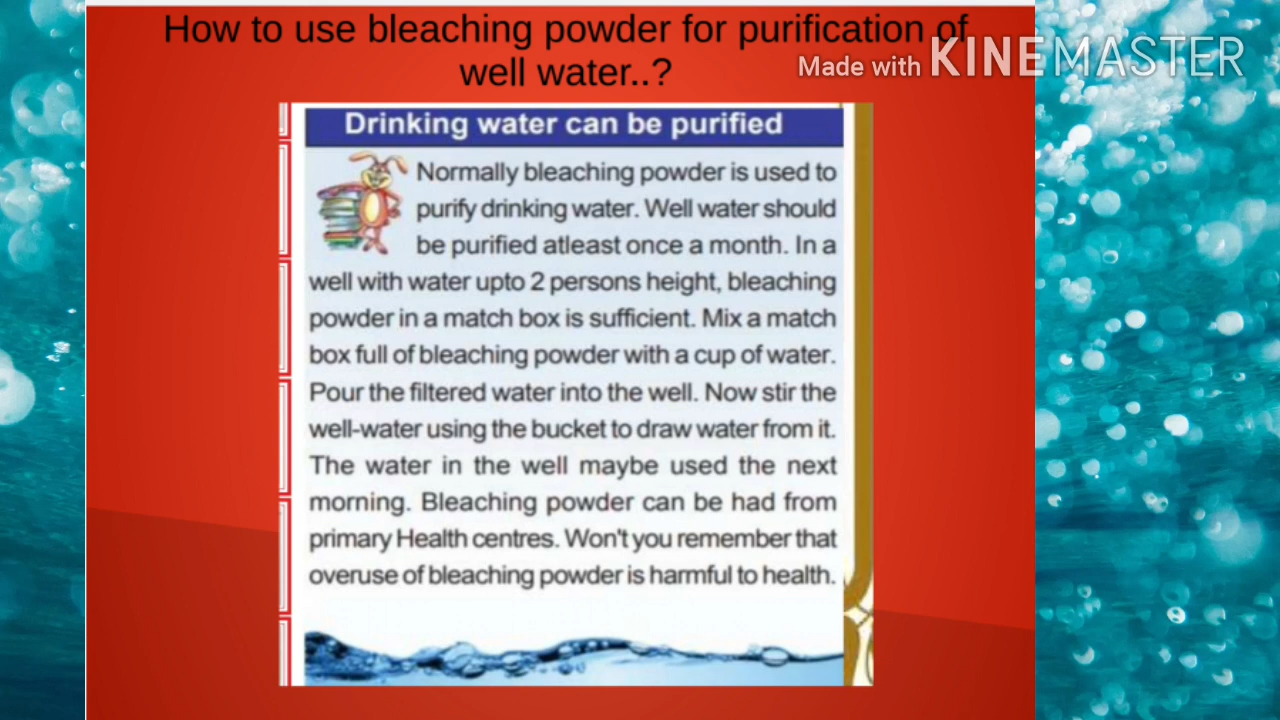 How to use bleaching powder for purification of
well water..?
Made with KINEMASTER
Drinking water can be purified
Normally bleaching powder is used to
purify drinking water. Well water should
be purified atleast once a month. In a
well with water upto 2 persons height, bleaching
powder in a match box is sufficient. Mix a match
box full of bleaching powder with a cup of water.
Pour the filtered water into the well. Now stir the
well-water using the bucket to draw water from it.
The water in the well maybe used the next
morning. Bleaching powder can be had from
primary Health centres. Won't you remember that
overuse of bleaching powder is harmful to health.